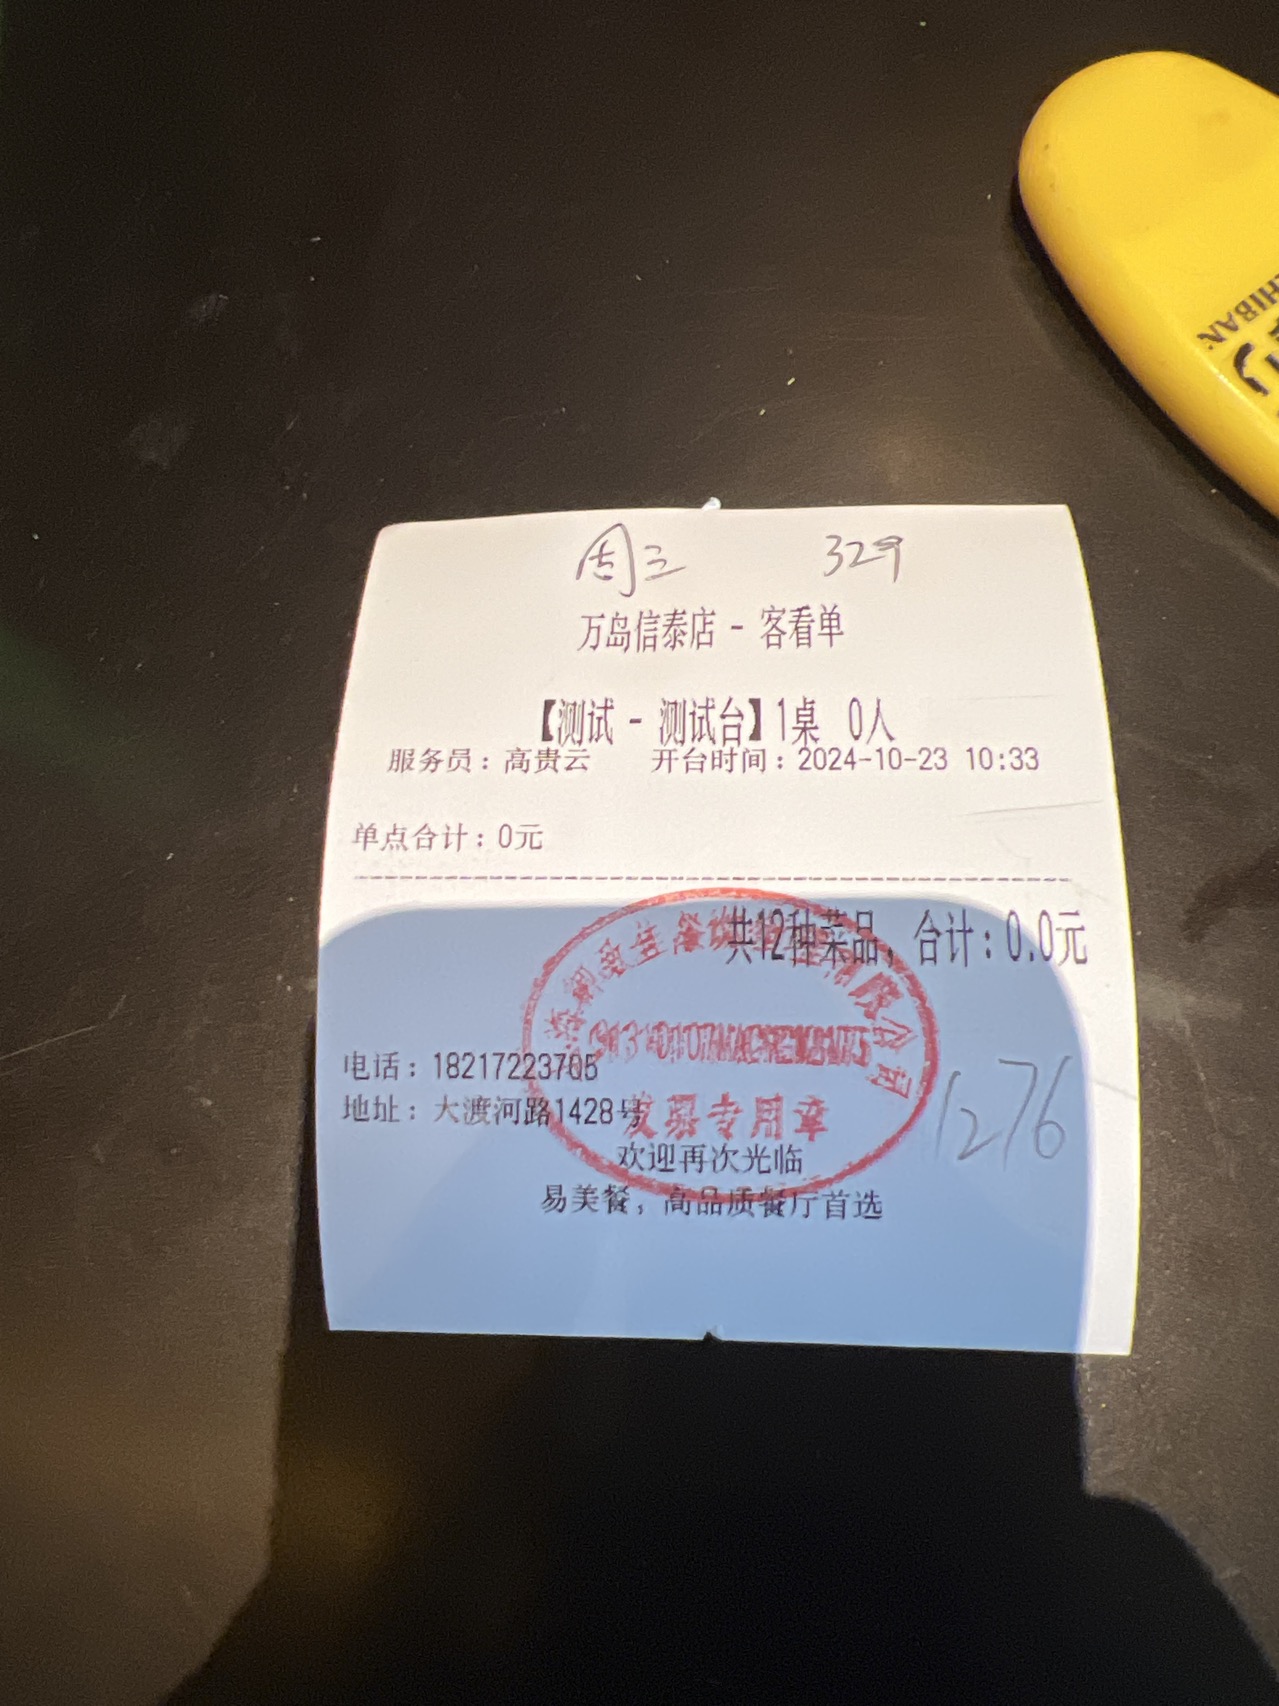 周三 329
万岛信泰店 - 客看单
【测试 - 测试台】1桌 0人
服务员：高贵云 开台时间：2024-10-23 10:33
单点合计：0元
共12种菜品，合计：0.0元
电话：18217223705
地址：大渡河路1428号
发票专用章
1276
欢迎再次光临
易美餐，高品质餐厅首选
HIBAN